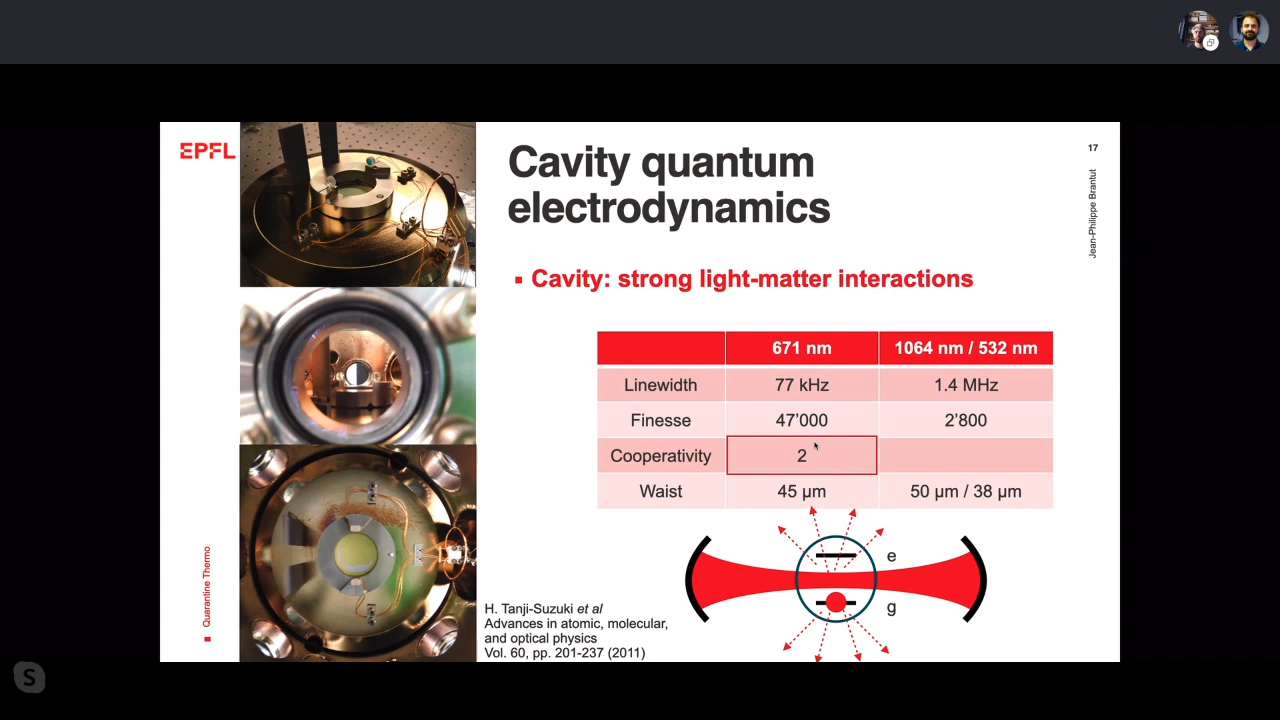 EPFL
Cavity quantum
electrodynamics
17
Jean-Philippe Brantut
▪ Cavity: strong light-matter interactions
671 nm 1064 nm / 532 nm
Linewidth 77 kHz 1.4 MHz
Finesse 47’000 2’800
Cooperativity 2
Waist 45 μm 50 μm / 38 μm
e
g
H. Tanji-Suzuki et al
Advances in atomic, molecular,
and optical physics
Vol. 60, pp. 201-237 (2011)
▪ Quarantine Thermo
S